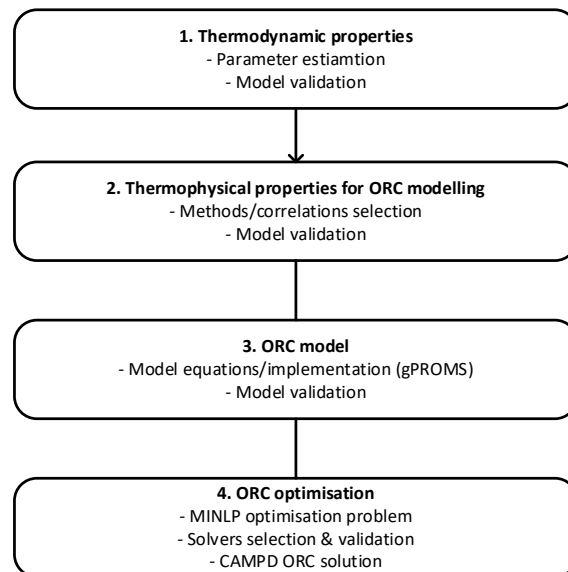 1. Thermodynamic properties
- Parameter estiamtion
- Model validation
2. Thermophysical properties for ORC modelling
- Methods/correlations selection
- Model validation
3. ORC model
- Model equations/implementation (gPROMS)
- Model validation
4. ORC optimisation
- MINLP optimisation problem
- Solvers selection & validation
- CAMPD ORC solution